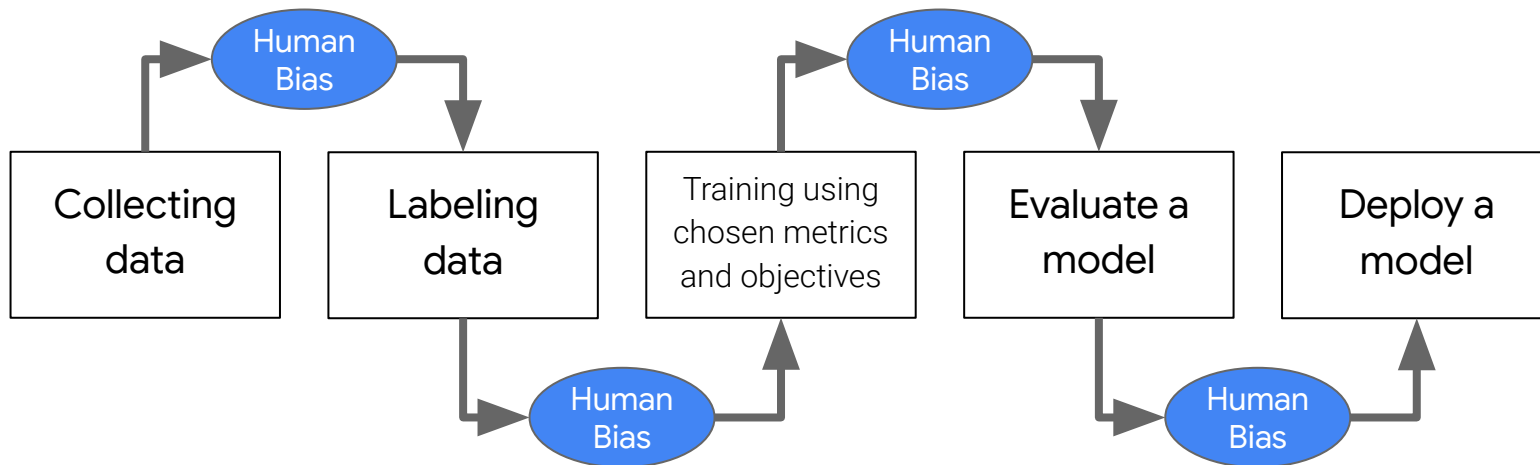 Human
Bias
Human
Bias
Collecting
data
Labeling
data
Training using
chosen metrics
and objectives
Evaluate a
model
Deploy a
model
Human
Bias
Human
Bias